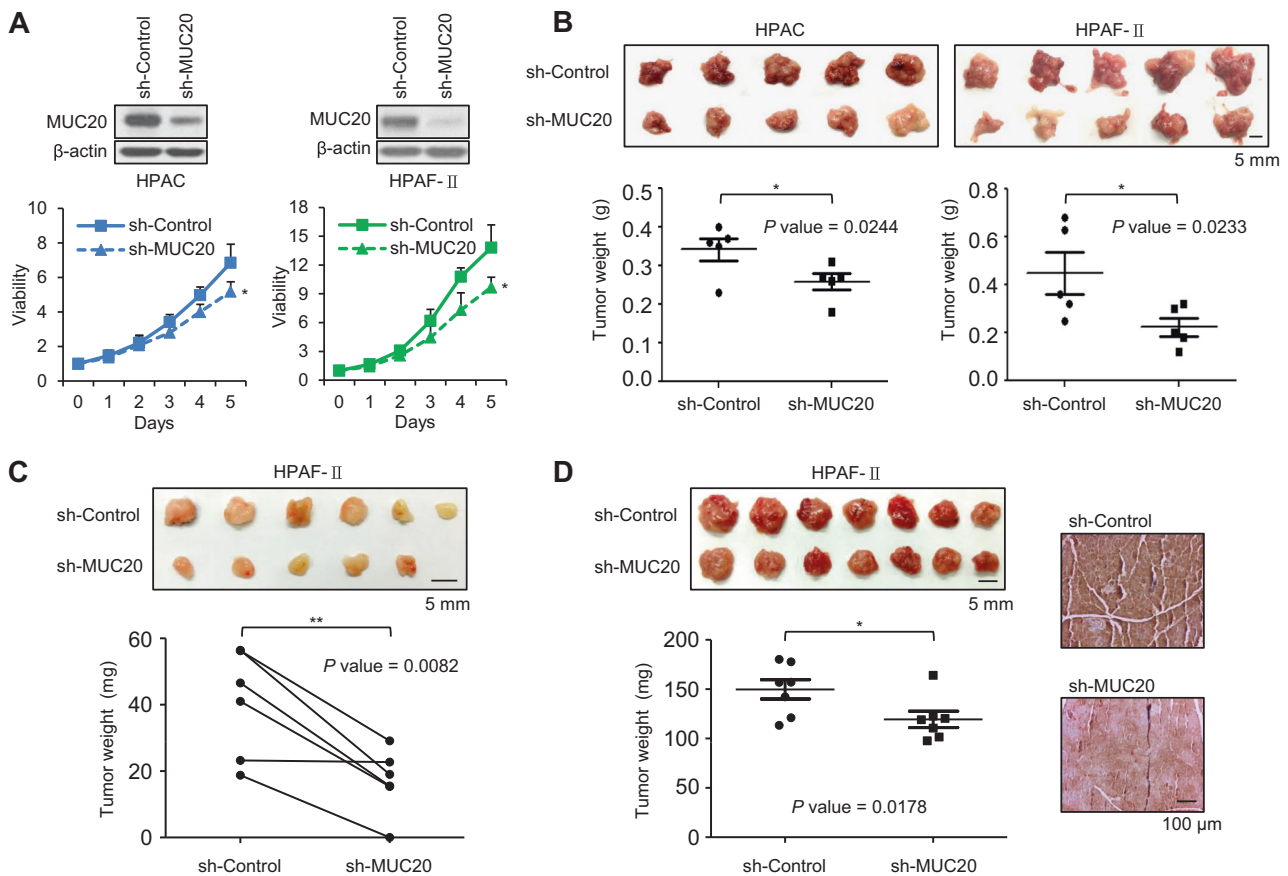 A
sh-Control
sh-MUC20
MUC20
β-actin
HPAC
sh-Control
sh-MUC20
MUC20
β-actin
HPAF-Ⅱ
10
8
6
4
2
0
Viability
sh-Control
sh-MUC20
*
0 1 2 3 4 5
Days
18
15
12
9
6
3
0
Viability
sh-Control
sh-MUC20
*
0 1 2 3 4 5
Days
B
HPAC
HPAF-Ⅱ
sh-Control
sh-MUC20
5 mm
Tumor weight (g)
0.5
0.4
0.3
0.2
0.1
0.0
*
P value = 0.0244
sh-Control
sh-MUC20
Tumor weight (g)
0.8
0.6
0.4
0.2
0.0
*
P value = 0.0233
sh-Control
sh-MUC20
C
HPAF-Ⅱ
sh-Control
sh-MUC20
5 mm
Tumor weight (mg)
60
40
20
0
**
P value = 0.0082
sh-Control
sh-MUC20
D
HPAF-Ⅱ
sh-Control
sh-MUC20
5 mm
Tumor weight (mg)
200
150
100
50
0
*
P value = 0.0178
sh-Control
sh-MUC20
sh-Control
sh-MUC20
100 μm